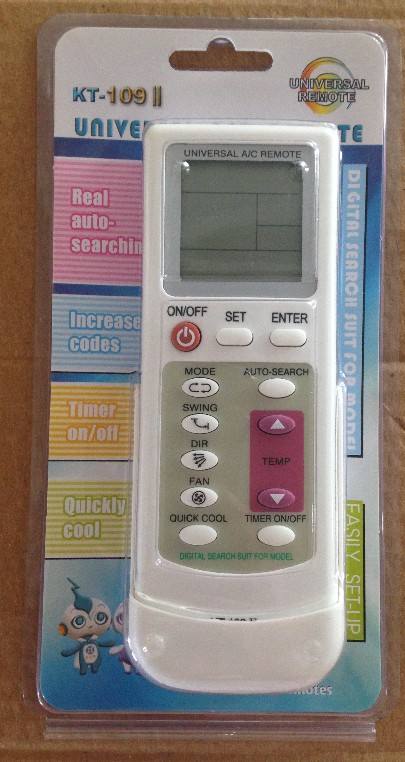 KT-109 II
UNIVERSAL
REMOTE
UNIVE TE
UNIVERSAL A/C REMOTE
Real
auto-
searchin
Increase
codes
Timer
on/off
Quickly
cool
DIGITAL SEARCH SUIT FOR MODEL
EASILY SET-UP
ON/OFF SET ENTER
MODE AUTO-SEARCH
SWING
DIR
TEMP
FAN
QUICK COOL TIMER ON/OFF
DIGITAL SEARCH SUIT FOR MODEL